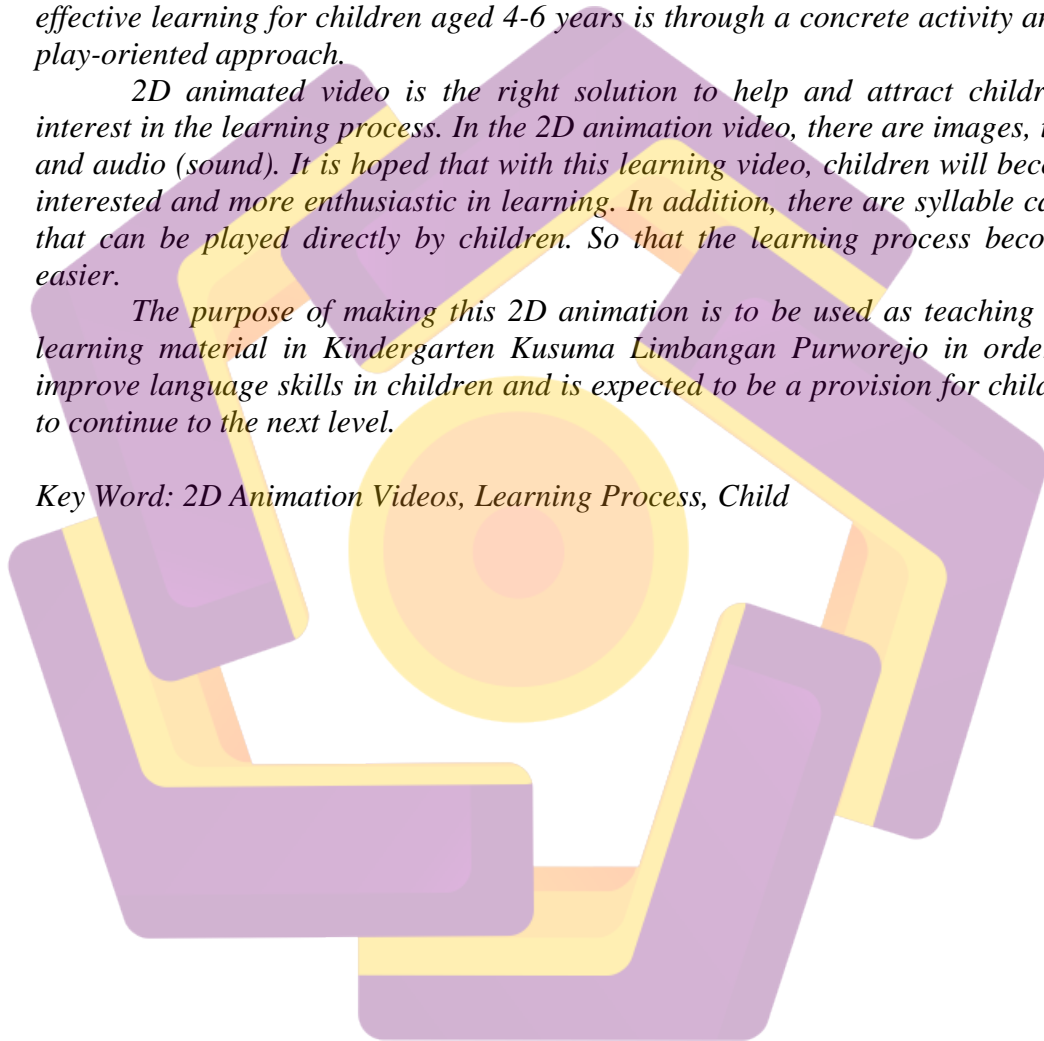 effective learning for children aged 4-6 years is through a concrete activity an
play-oriented approach.
2D animated video is the right solution to help and attract childr
interest in the learning process. In the 2D animation video, there are images, t
and audio (sound). It is hoped that with this learning video, children will beco
interested and more enthusiastic in learning. In addition, there are syllable ca
that can be played directly by children. So that the learning process beco
easier.
The purpose of making this 2D animation is to be used as teaching
learning material in Kindergarten Kusuma Limbangan Purworejo in orde
improve language skills in children and is expected to be a provision for child
to continue to the next level.
Key Word: 2D Animation Videos, Learning Process, Child